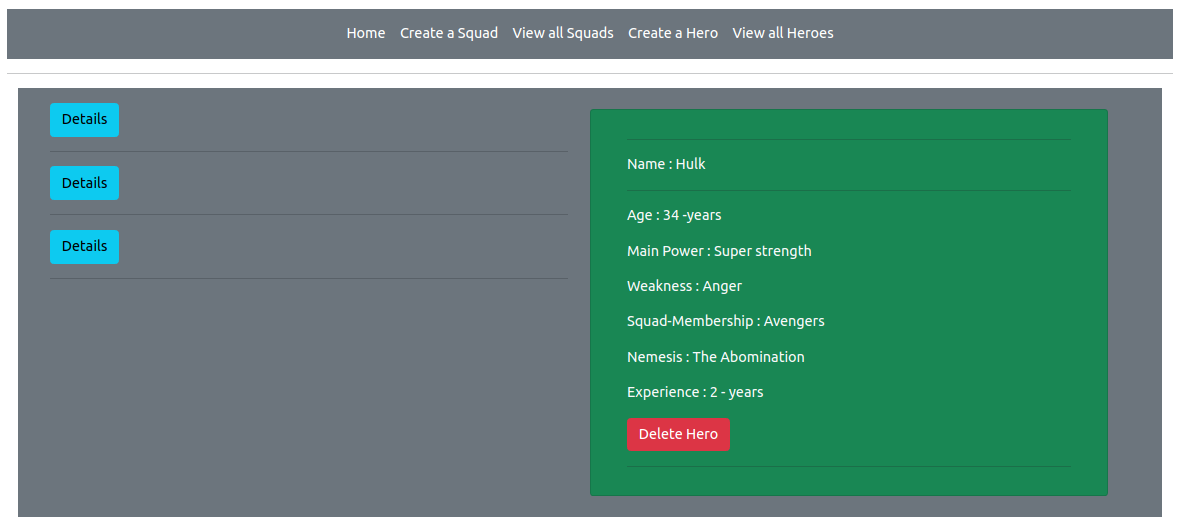 Home Create a Squad View all Squads Create a Hero View all Heroes
Details
Details
Details
Name : Hulk
Age : 34 -years
Main Power : Super strength
Weakness : Anger
Squad-Membership : Avengers
Nemesis : The Abomination
Experience : 2 - years
Delete Hero